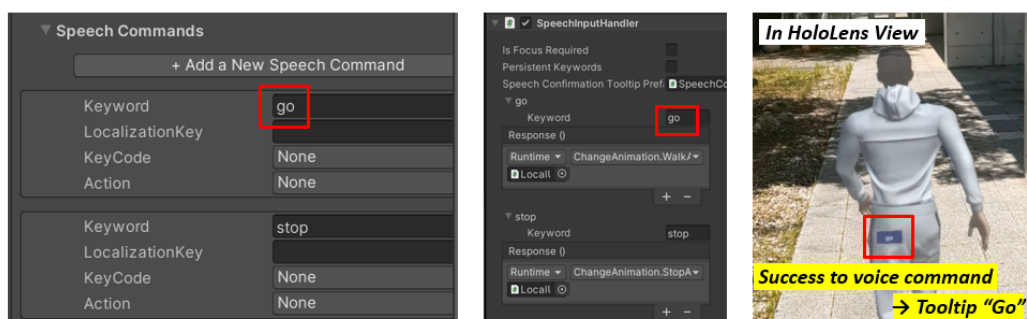 Speech Commands
+ Add a New Speech Command
Keyword
go
LocalizationKey
KeyCode
None
Action
None
Keyword
stop
LocalizationKey
KeyCode
None
Action
None
SpeechInputHandler
Is Focus Required
Persistent Keywords
Speech Confirmation Tooltip Pref: SpeechCo
go
Keyword
go
Response ()
Runtime
ChangeAnimation.WalkA
Locall
+ −
stop
Keyword
stop
Response ()
Runtime
ChangeAnimation.StopA
Locall
+ −
In HoloLens View
go
Success to voice command
→ Tooltip “Go”